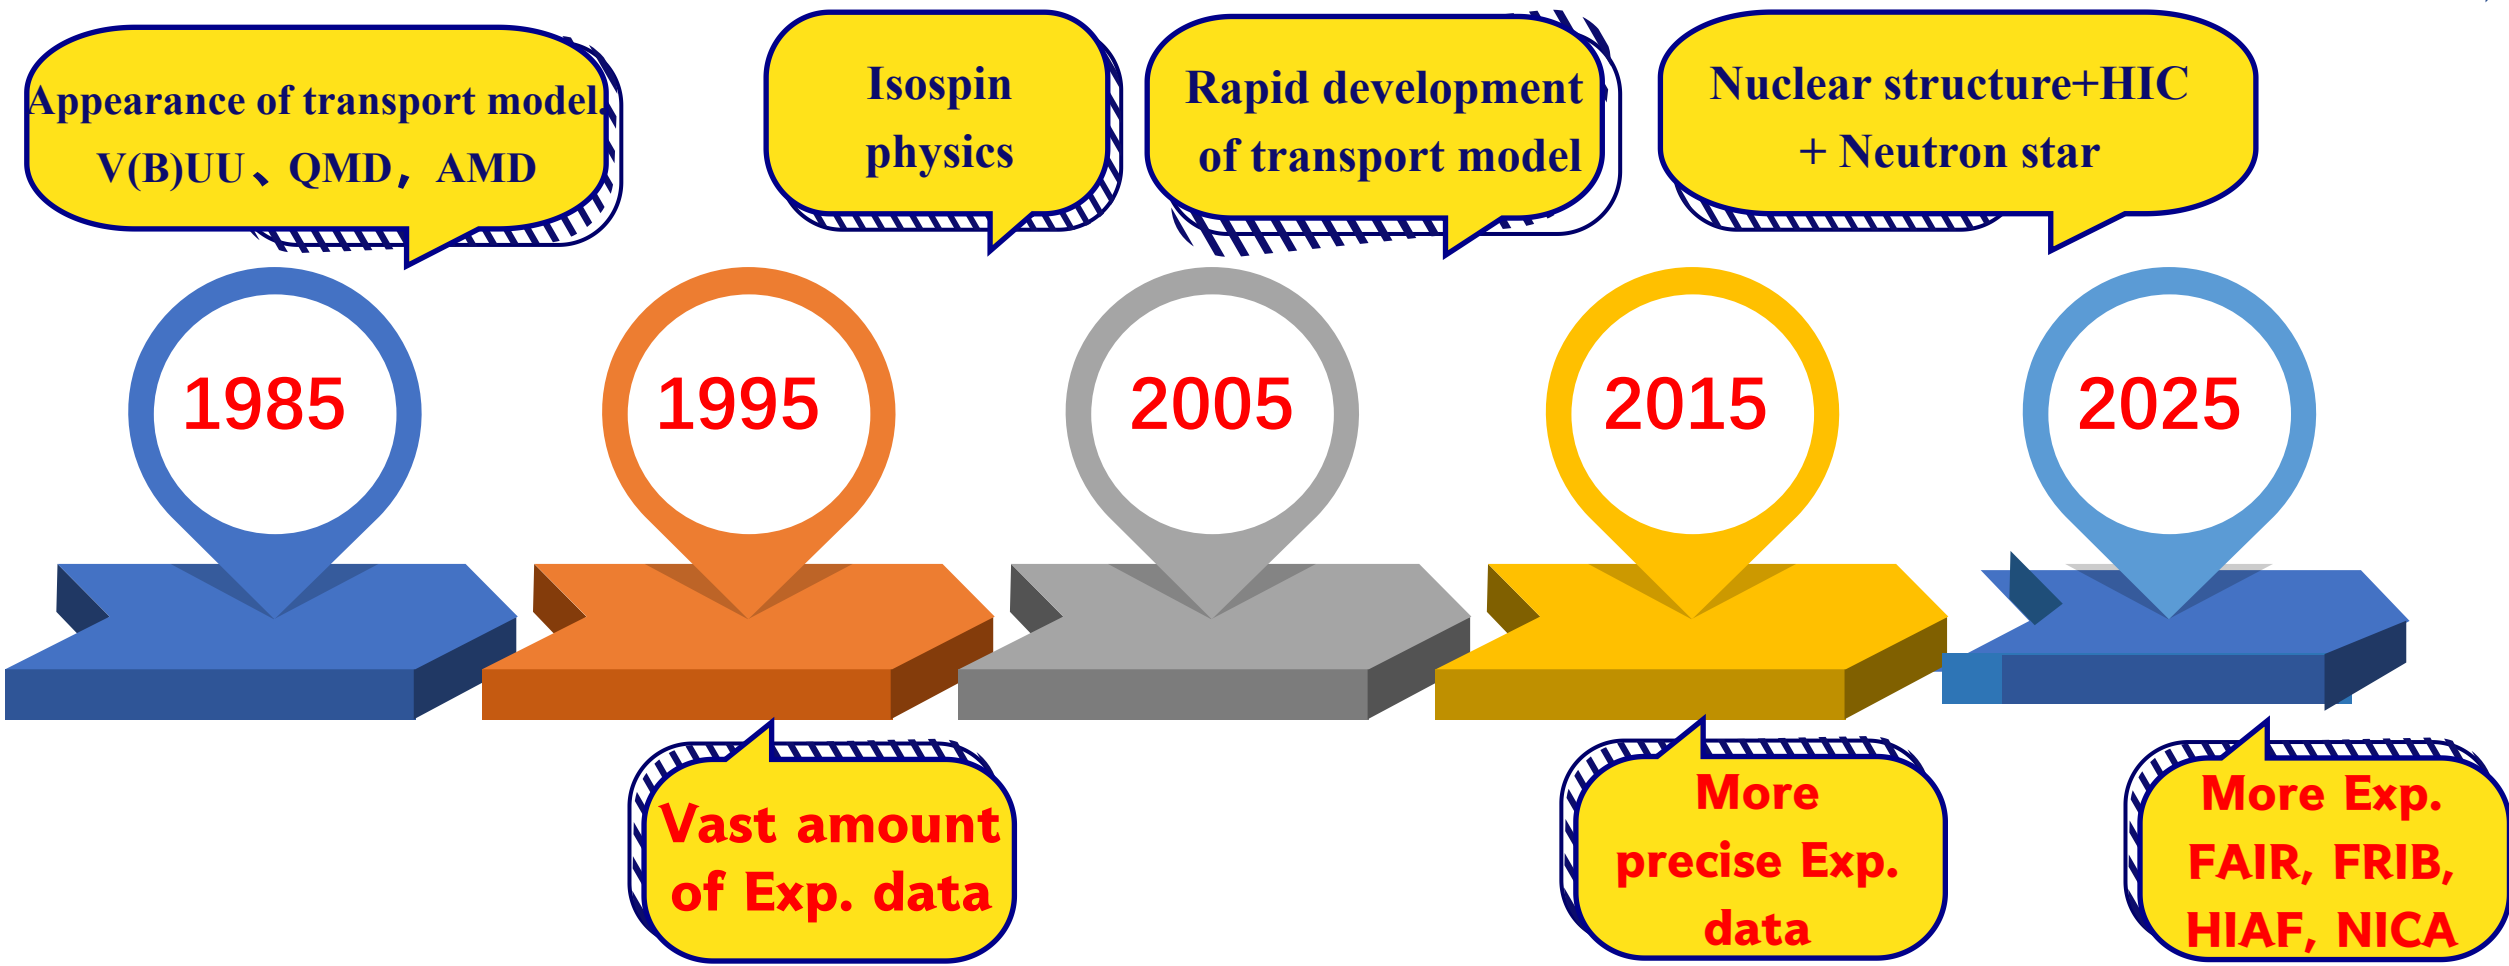 Appearance of transport model.
V(B)UU、QMD, AMD
Isospin
physics
Rapid development
of transport model
Nuclear structure+HIC
+ Neutron star
1985
1995
2005
2015
2025
Vast amount
of Exp. data
More
precise Exp.
data
More Exp.
FAIR, FRIB,
HIAF, NICA